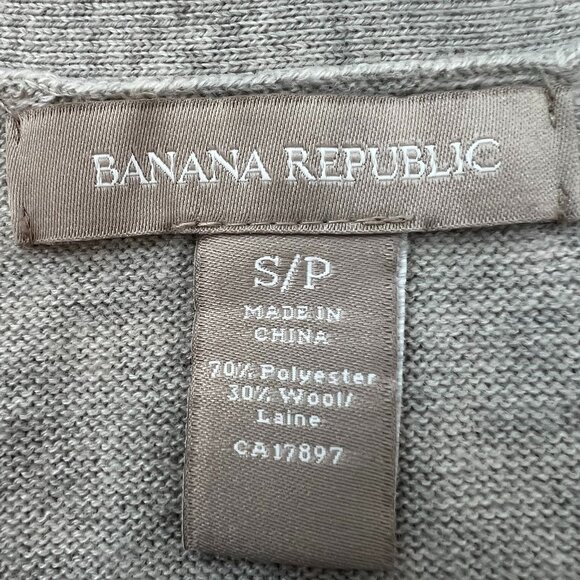 BANANA REPUBLIC
S/P
MADE IN
CHINA
70% Polyester
30% Wool/
Laine
CA17897